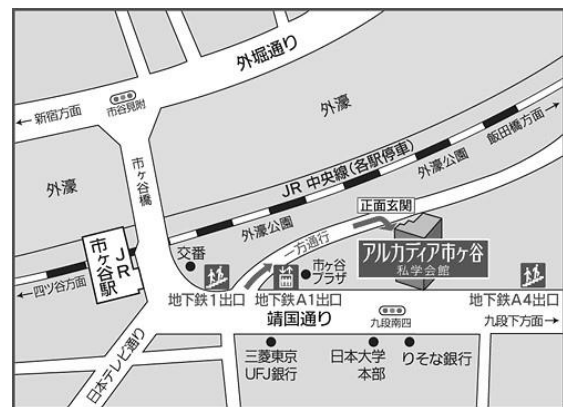 外堀通り
←新宿方面
市谷見附
外濠
飯田橋方面→
市ヶ谷橋
JR 中央線(各駅停車)
外濠公園
外濠
正面玄関
外濠公園
一方通行
アルカディア市ヶ谷
私学会館
交番
JR
市ヶ谷駅
市ヶ谷
プラザ
←四ツ谷方面
地下鉄1出口
地下鉄A1出口
地下鉄A4出口
靖国通り
九段南四
九段下方面→
日本テレビ通り
三菱東京
UFJ銀行
日本大学
本部
りそな銀行